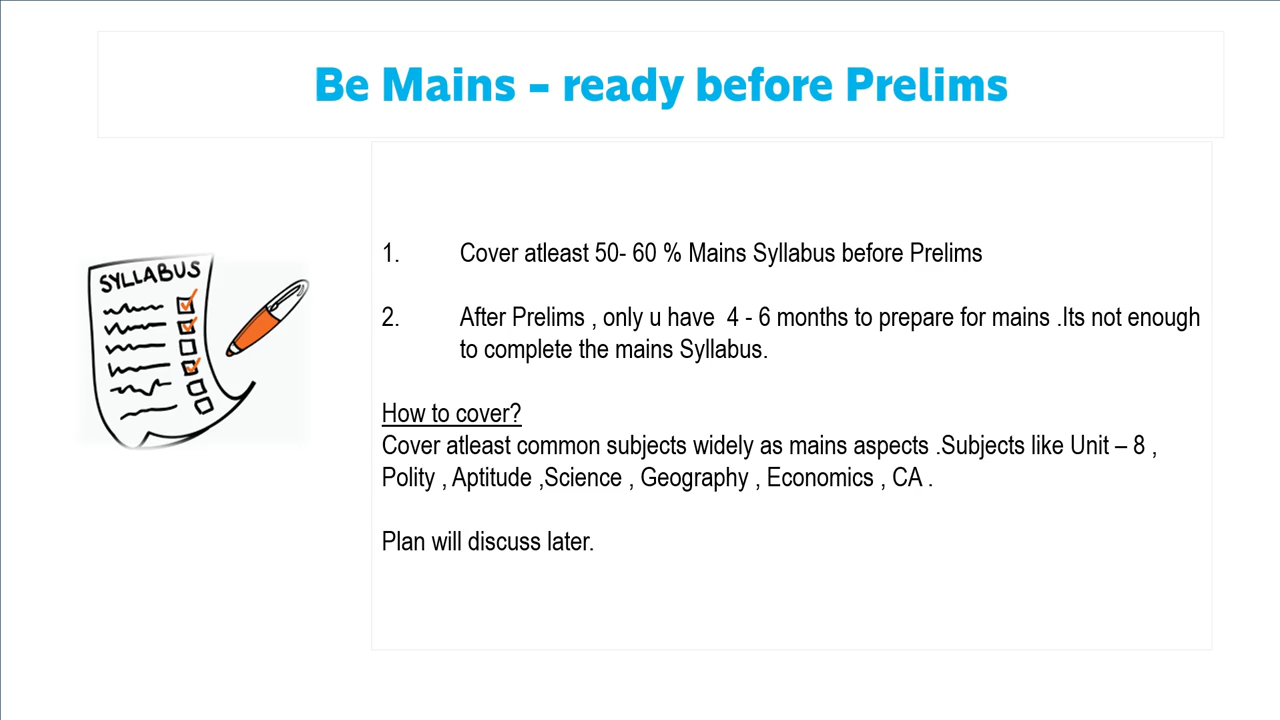 Be Mains – ready before Prelims
SYLLABUS
1. Cover atleast 50- 60 % Mains Syllabus before Prelims
2. After Prelims , only u have  4 - 6 months to prepare for mains .Its not enough
to complete the mains Syllabus.
How to cover?
Cover atleast common subjects widely as mains aspects .Subjects like Unit – 8 ,
Polity , Aptitude ,Science , Geography , Economics , CA .
Plan will discuss later.